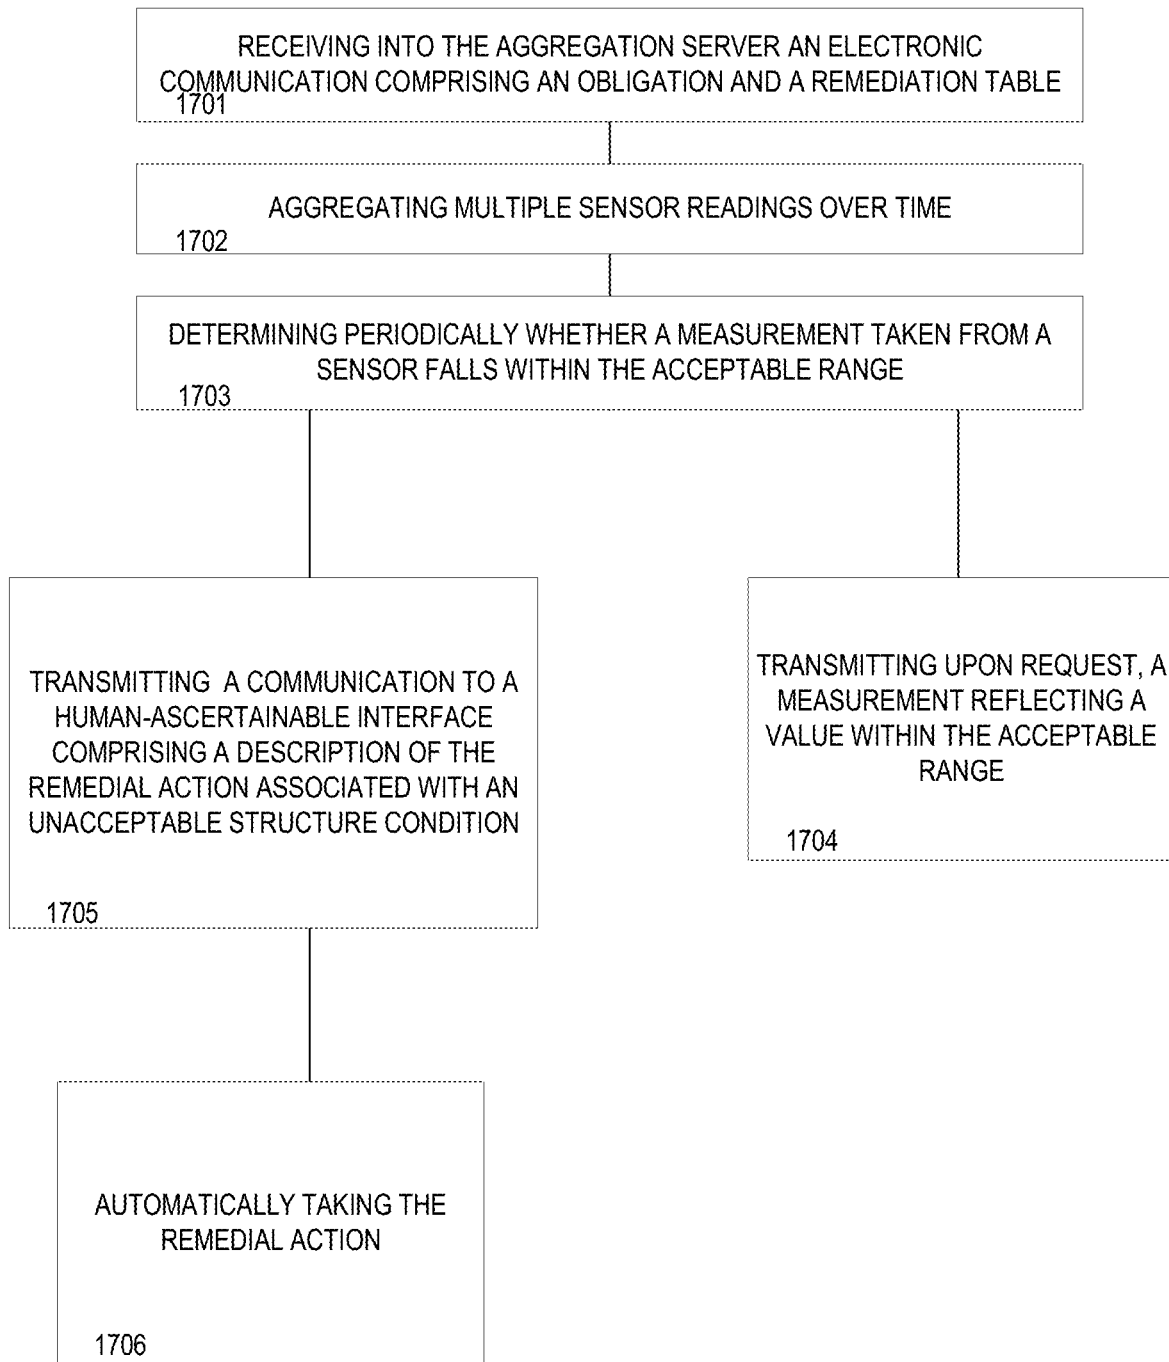 RECEIVING INTO THE AGGREGATION SERVER AN ELECTRONIC
COMMUNICATION COMPRISING AN OBLIGATION AND A REMEDIATION TABLE
1701
AGGREGATING MULTIPLE SENSOR READINGS OVER TIME
1702
DETERMINING PERIODICALLY WHETHER A MEASUREMENT TAKEN FROM A
SENSOR FALLS WITHIN THE ACCEPTABLE RANGE
1703
TRANSMITTING A COMMUNICATION TO A
HUMAN-ASCERTAINABLE INTERFACE
COMPRISING A DESCRIPTION OF THE
REMEDIAL ACTION ASSOCIATED WITH AN
UNACCEPTABLE STRUCTURE CONDITION
1705
TRANSMITTING UPON REQUEST, A
MEASUREMENT REFLECTING A
VALUE WITHIN THE ACCEPTABLE
RANGE
1704
AUTOMATICALLY TAKING THE
REMEDIAL ACTION
1706